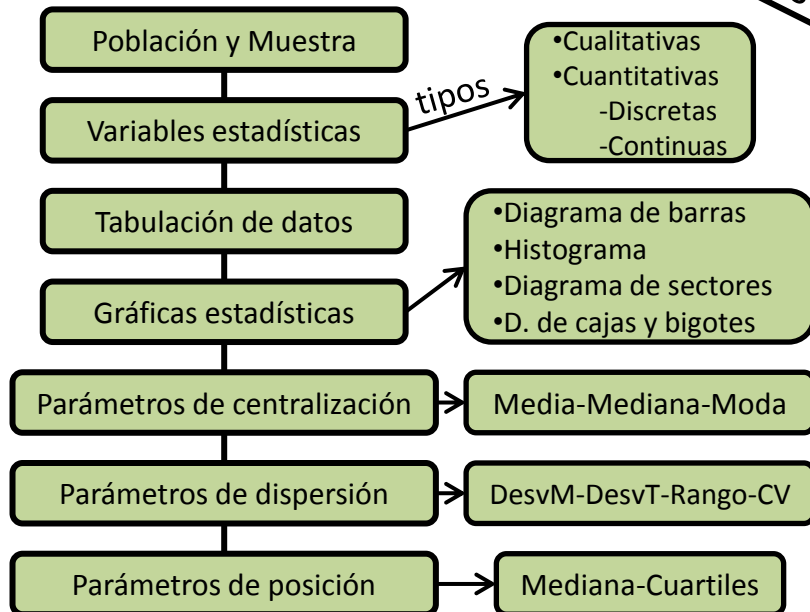 Población y Muestra
Variables estadísticas
tipos
•Cualitativas
•Cuantitativas
-Discretas
-Continuas
Tabulación de datos
Gráficas estadísticas
•Diagrama de barras
•Histograma
•Diagrama de sectores
•D. de cajas y bigotes
Parámetros de centralización
Media-Mediana-Moda
Parámetros de dispersión
DesvM-DesvT-Rango-CV
Parámetros de posición
Mediana-Cuartiles